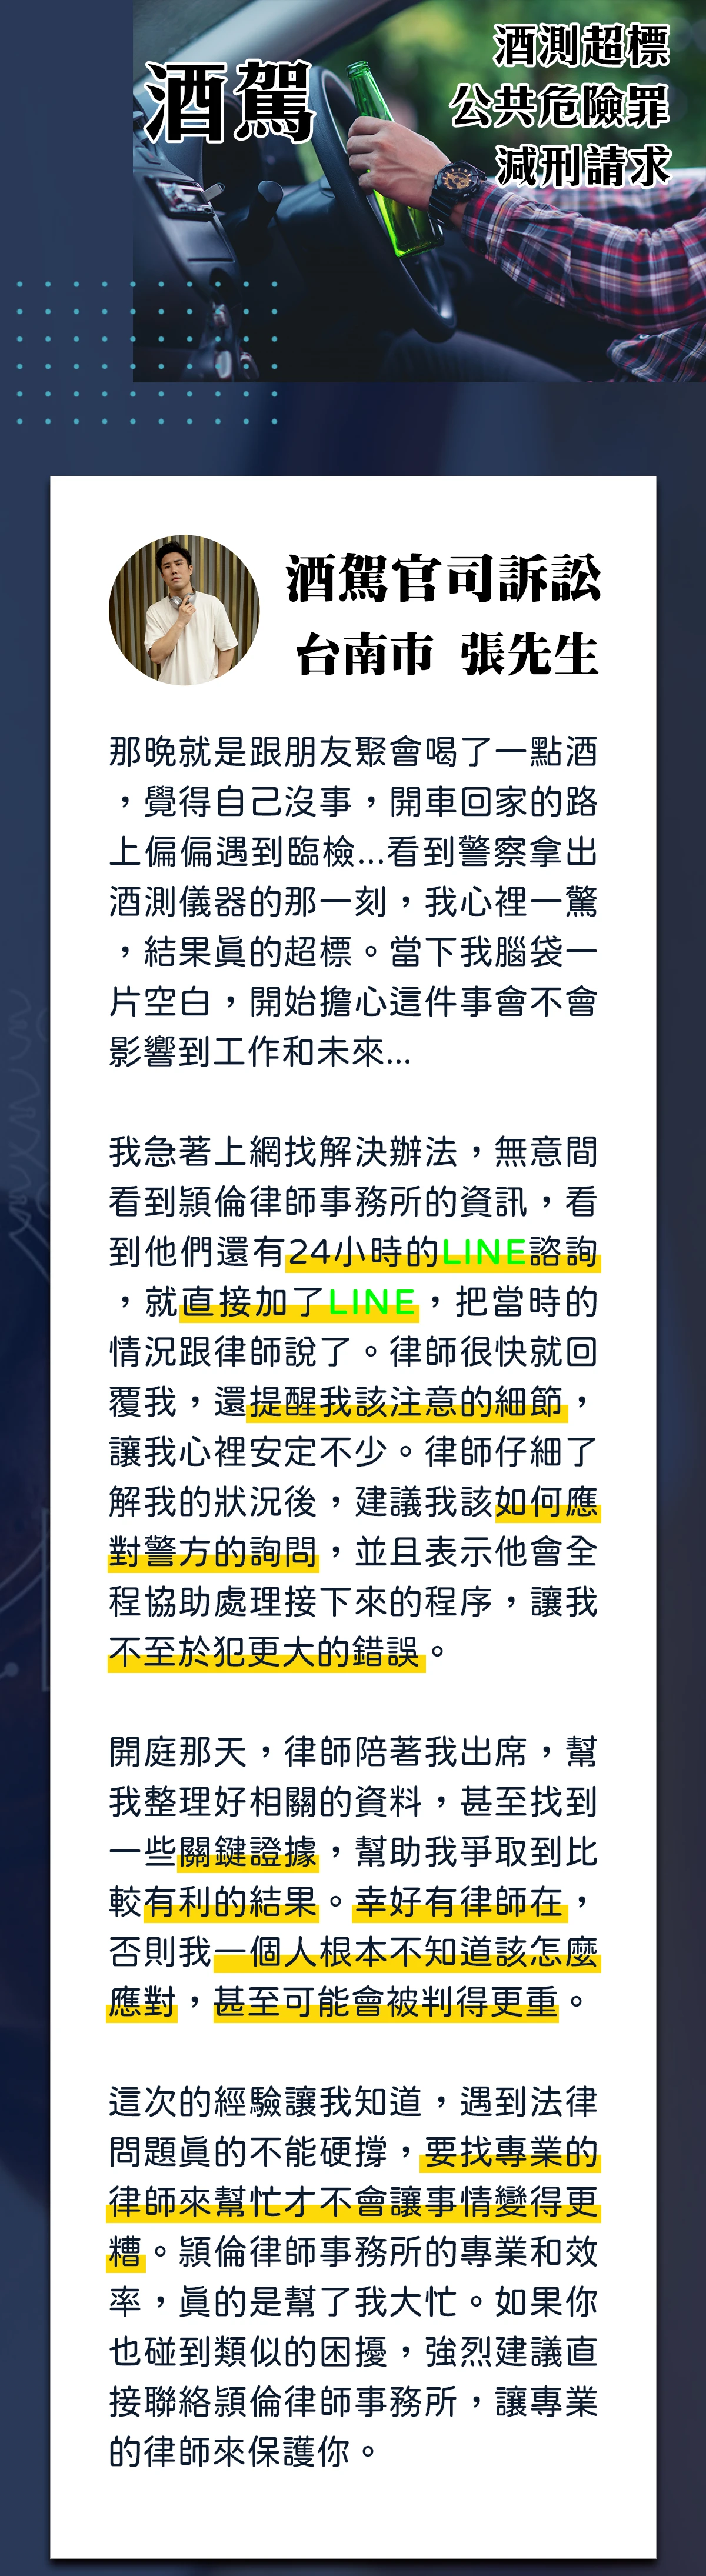 酒駕
酒測超標
公共危險罪
減刑請求
酒駕官司訴訟
台南市 張先生
那晚就是跟朋友聚會喝了一點酒
，覺得自己沒事，開車回家的路
上偏偏遇到臨檢...看到警察拿出
酒測儀器的那一刻，我心裡一驚
，結果真的超標。當下我腦袋一
片空白，開始擔心這件事會不會
影響到工作和未來...
我急著上網找解決辦法，無意間
看到潁倫律師事務所的資訊，看
到他們還有24小時的LINE諮詢
，就直接加了LINE，把當時的
情況跟律師說了。律師很快就回
覆我，還提醒我該注意的細節，
讓我心裡安定不少。律師仔細了
解我的狀況後，建議我該如何應
對警方的詢問，並且表示他會全
程協助處理接下來的程序，讓我
不至於犯更大的錯誤。
開庭那天，律師陪著我出席，幫
我整理好相關的資料，甚至找到
一些關鍵證據，幫助我爭取到比
較有利的結果。幸好有律師在，
否則我一個人根本不知道該怎麼
應對，甚至可能會被判得更重。
這次的經驗讓我知道，遇到法律
問題真的不能硬撐，要找專業的
律師來幫忙才不會讓事情變得更
糟。潁倫律師事務所的專業和效
率，真的是幫了我大忙。如果你
也碰到類似的困擾，強烈建議直
接聯絡潁倫律師事務所，讓專業
的律師來保護你。